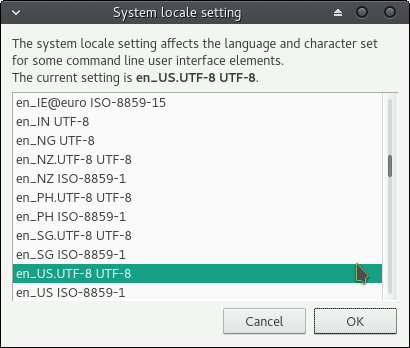 System locale setting
The system locale setting affects the language and character set
for some command line user interface elements.
The current setting is en_US.UTF-8 UTF-8.
en_IE@euro ISO-8859-15
en_IN UTF-8
en_NG UTF-8
en_NZ.UTF-8 UTF-8
en_NZ ISO-8859-1
en_PH.UTF-8 UTF-8
en_PH ISO-8859-1
en_SG.UTF-8 UTF-8
en_SG ISO-8859-1
en_US.UTF-8 UTF-8
en_US ISO-8859-1
Cancel
OK